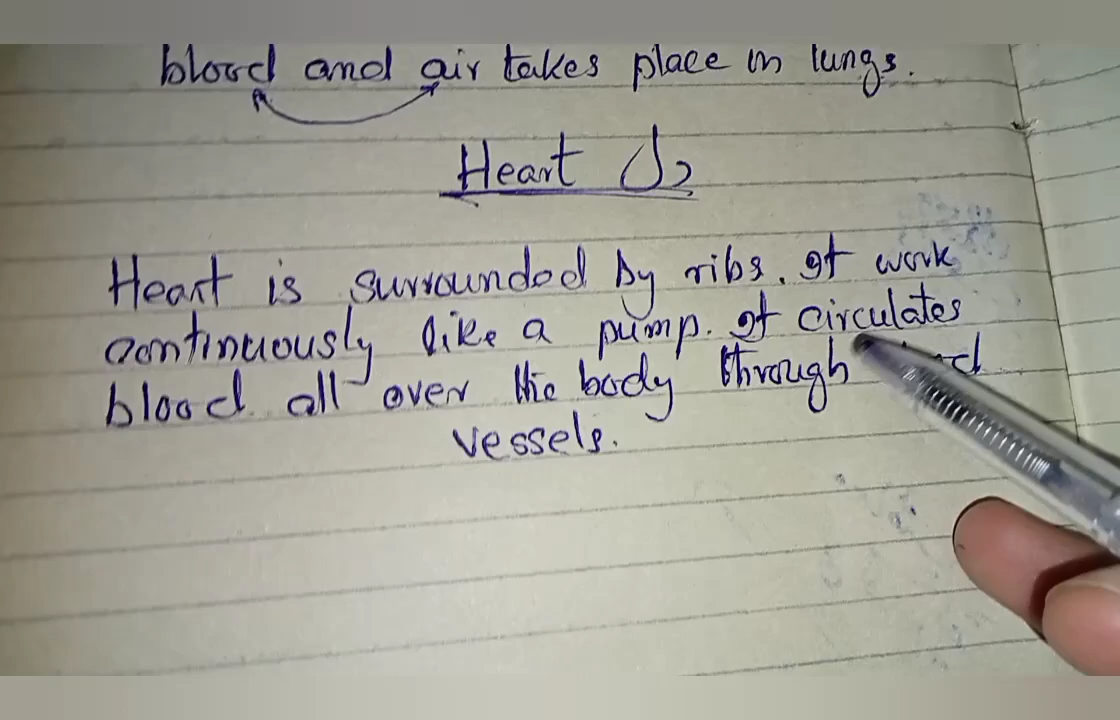 blood and air takes place in lungs.
Heart دل
Heart is surrounded by ribs. It work
continuously like a pump. It circulates
blood all over the body through
vessels.